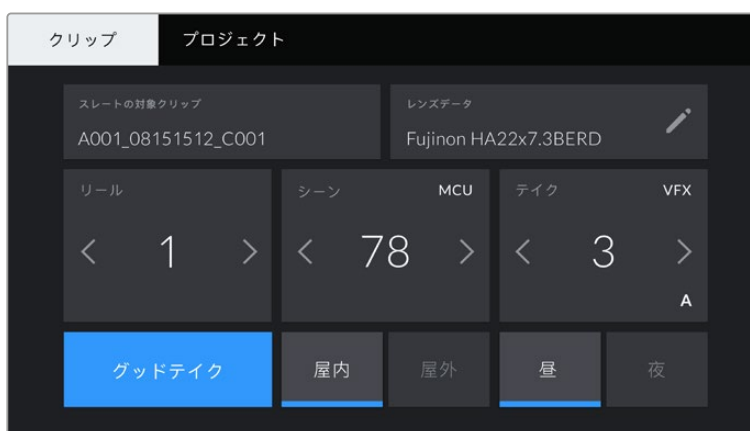 クリップ プロジェクト
スレートの対象クリップ レンズデータ
A001_08151512_C001 Fujinon HA22x7.3BERD
リール シーン MCU テイク VFX
< 1 > < 78 > < 3 >
A
グッドテイク 屋内 屋外 昼 夜